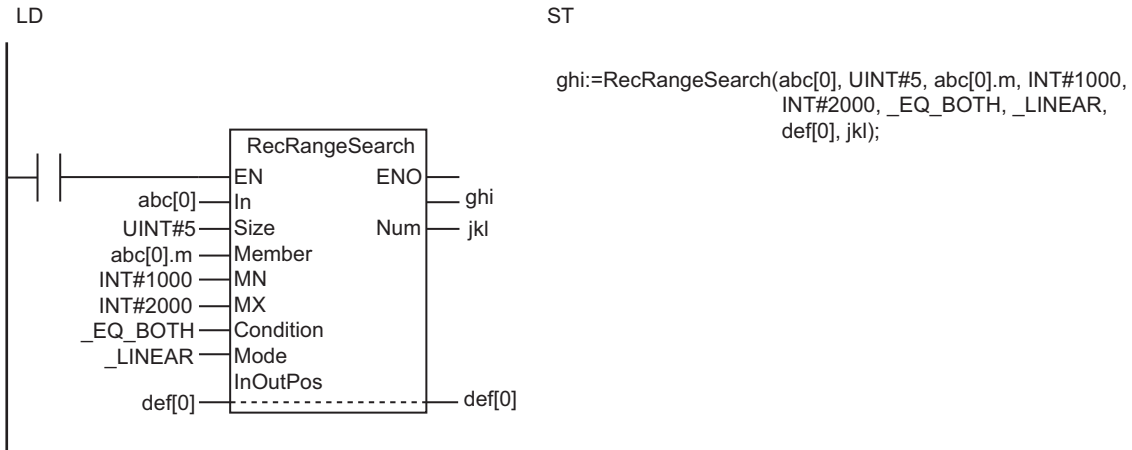 LD
ST
ghi:=RecRangeSearch(abc[0], UINT#5, abc[0].m, INT#1000,
INT#2000, _EQ_BOTH, _LINEAR,
def[0], jkl);
RecRangeSearch
EN ENO
abc[0] In ghi
UINT#5 Size Num jkl
abc[0].m Member
INT#1000 MN
INT#2000 MX
_EQ_BOTH Condition
_LINEAR Mode
InOutPos
def[0] def[0]